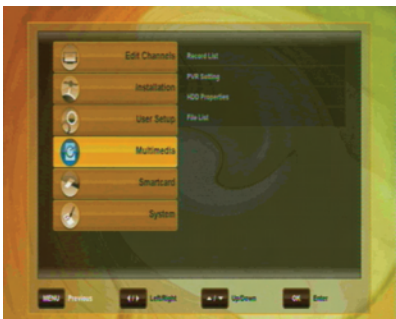 Edit Channels
Installation
User Setup
Multimedia
Smartcard
System
Record List
PVR Setting
HDD Properties
File List
MENU Previous
◂/▸ Left/Right
▴/▾ Up/Down
OK Enter